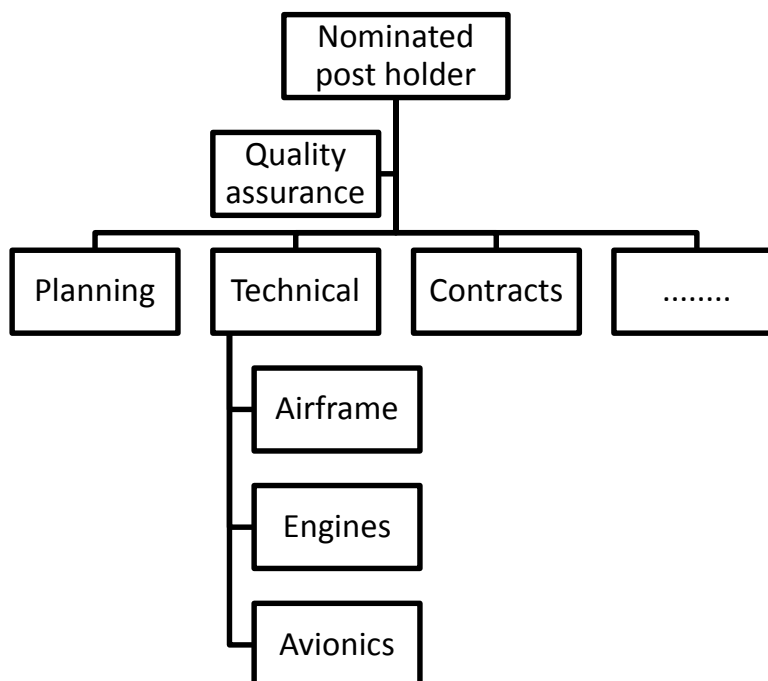 Nominated
post holder
Quality
assurance
Planning
Technical
Contracts
........
Airframe
Engines
Avionics